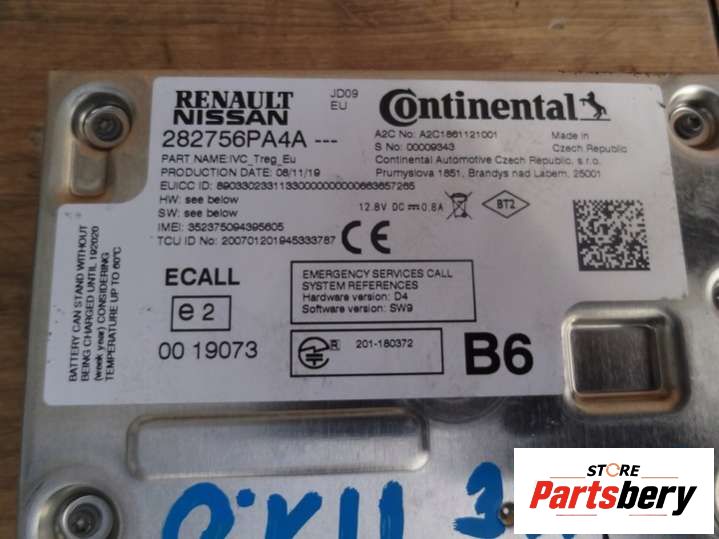 RENAULT
NISSAN
JD09
EU
Continental
282756PA4A ---
A2C No: A2C1861121001
Made in
S No: 00009343
Czech Republic
PART NAME:IVC_Treg_Eu
Continental Automotive Czech Republic, s.r.o.
PRODUCTION DATE: 08/11/19
Prumyslova 1851, Brandys nad Labem, 25001
EUICC ID: 89033023311330000000000663657265
HW: see below
SW: see below
12.8V DC 0.8A
BT2
IMEI: 352375094395605
TCU ID No: 200701201945333787
CE
BATTERY CAN STAND WITHOUT
BEING CHARGED UNTIL 192020
(week year) CONSIDERING
TEMPERATURE UP TO 60°C
ECALL
e2
00 19073
EMERGENCY SERVICES CALL
SYSTEM REFERENCES
Hardware version: D4
Software version: SW9
R 201-180372
B6
STORE
Partsbery